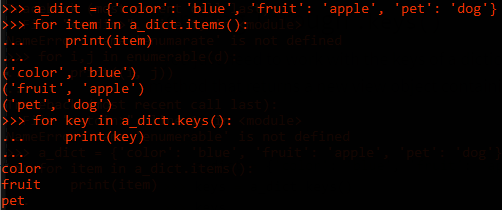 >>> a_dict = {'color': 'blue', 'fruit': 'apple', 'pet': 'dog'}
>>> for item in a_dict.items():
...     print(item)
...
('color', 'blue')
('fruit', 'apple')
('pet', 'dog')
>>> for key in a_dict.keys():
...     print(key)
...
color
fruit
pet